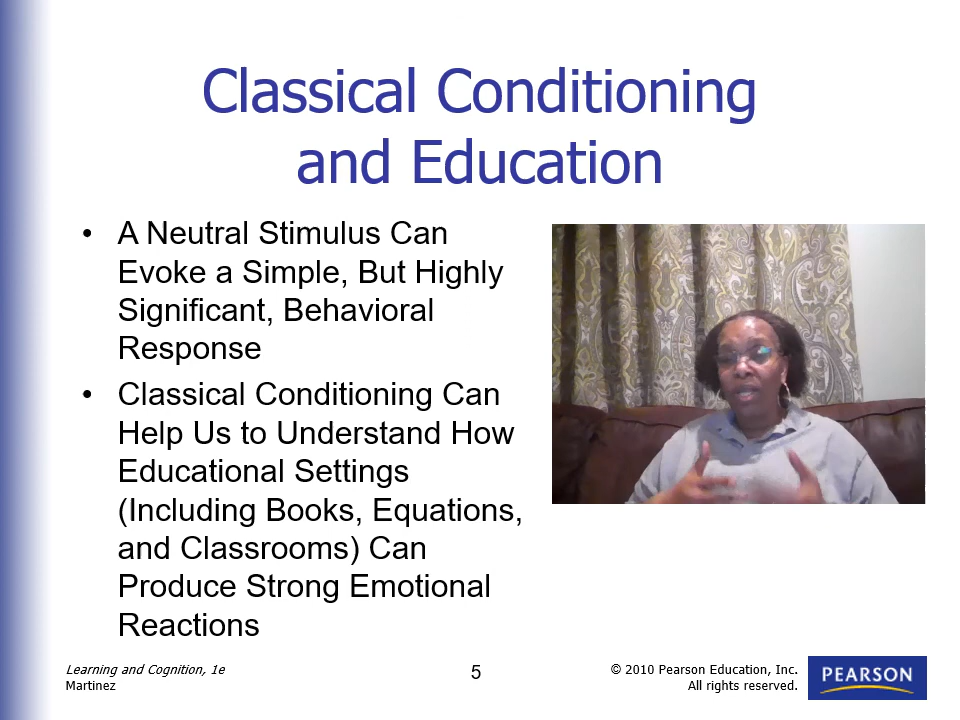 Classical Conditioning
and Education
• A Neutral Stimulus Can
Evoke a Simple, But Highly
Significant, Behavioral
Response
• Classical Conditioning Can
Help Us to Understand How
Educational Settings
(Including Books, Equations,
and Classrooms) Can
Produce Strong Emotional
Reactions
Learning and Cognition, 1e
Martinez
5
© 2010 Pearson Education, Inc.
All rights reserved.
PEARSON